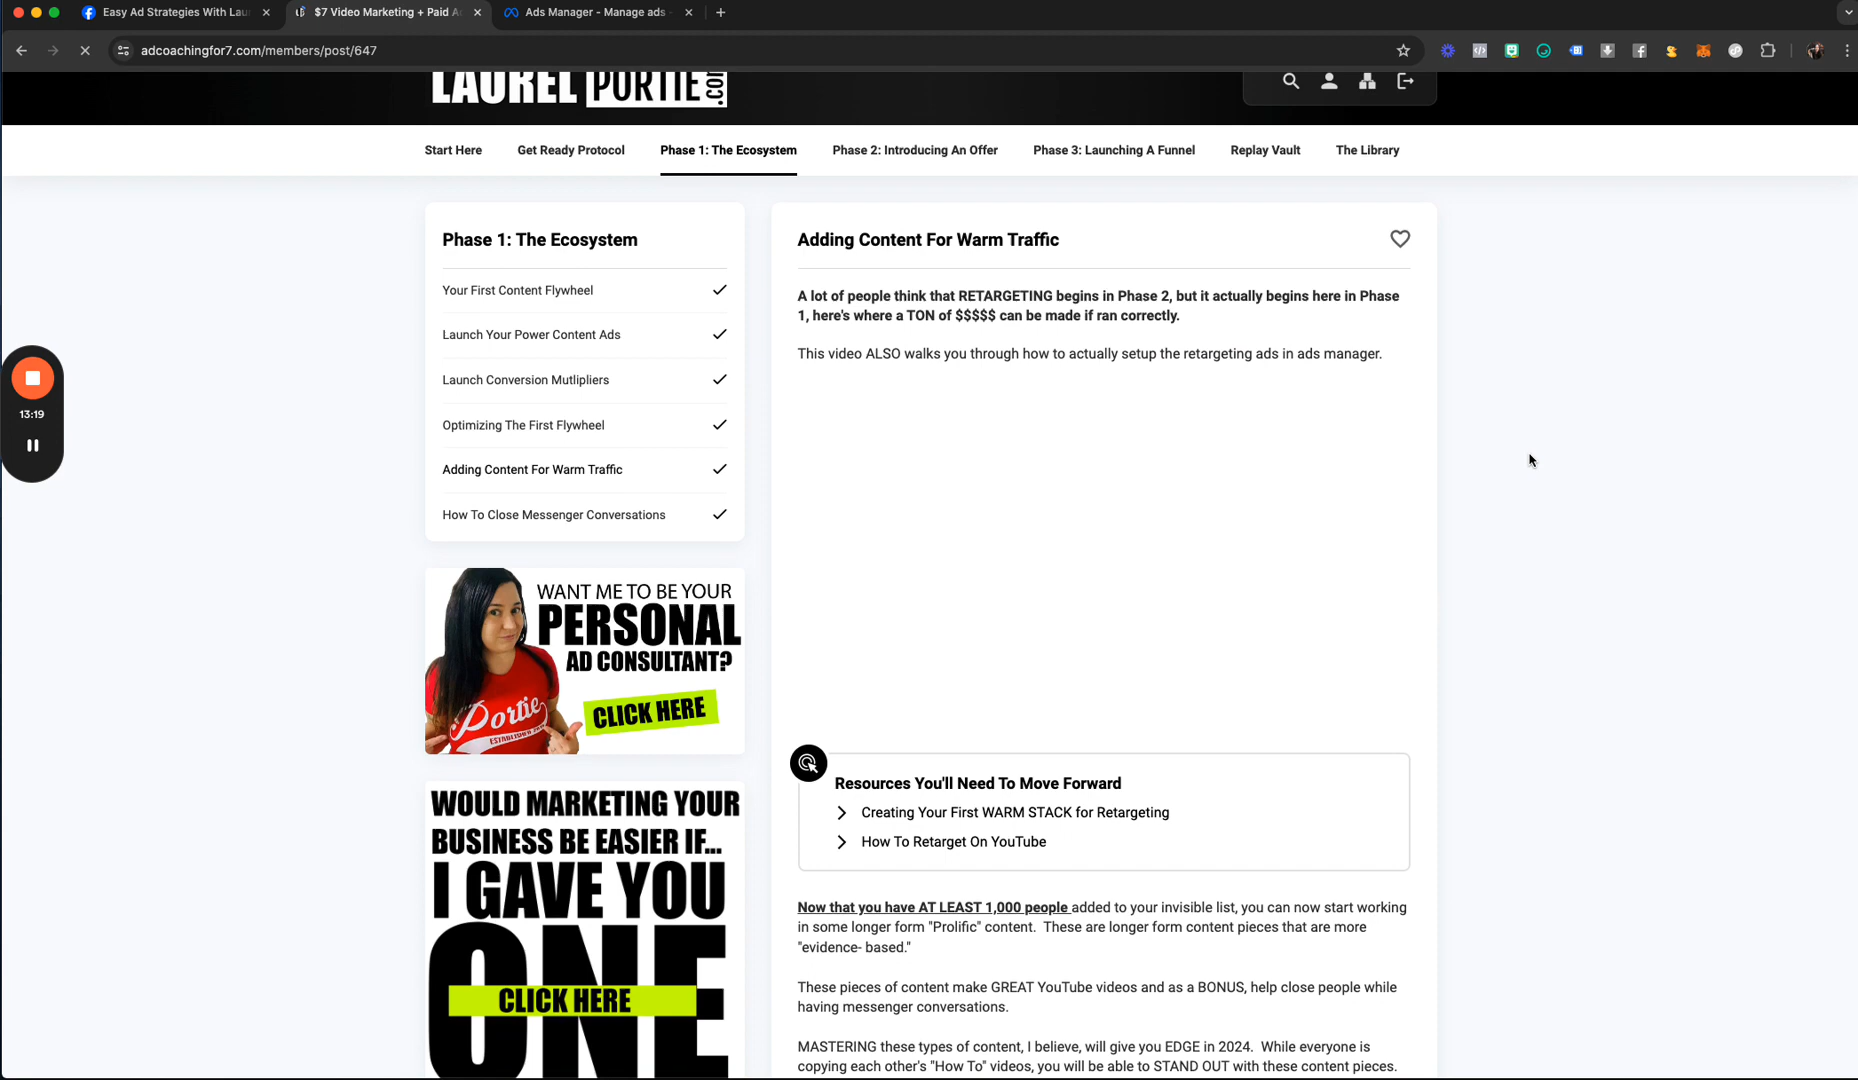 Easy Ad Strategies With Lau
$7 Video Marketing + Paid A
Ads Manager - Manage ads
adcoachingfor7.com/members/post/647
LAUREL PORTIE.com
Start Here
Get Ready Protocol
Phase 1: The Ecosystem
Phase 2: Introducing An Offer
Phase 3: Launching A Funnel
Replay Vault
The Library
Phase 1: The Ecosystem
Your First Content Flywheel
Launch Your Power Content Ads
Launch Conversion Mutlipliers
Optimizing The First Flywheel
Adding Content For Warm Traffic
How To Close Messenger Conversations
13:19
WANT ME TO BE YOUR
PERSONAL
AD CONSULTANT?
CLICK HERE
Portie
ESTABLISHED
WOULD MARKETING YOUR
BUSINESS BE EASIER IF...
I GAVE YOU
ONE
CLICK HERE
Adding Content For Warm Traffic
A lot of people think that RETARGETING begins in Phase 2, but it actually begins here in Phase
1, here's where a TON of $$$$$ can be made if ran correctly.
This video ALSO walks you through how to actually setup the retargeting ads in ads manager.
Resources You'll Need To Move Forward
Creating Your First WARM STACK for Retargeting
How To Retarget On YouTube
Now that you have AT LEAST 1,000 people added to your invisible list, you can now start working
in some longer form "Prolific" content. These are longer form content pieces that are more
"evidence- based."
These pieces of content make GREAT YouTube videos and as a BONUS, help close people while
having messenger conversations.
MASTERING these types of content, I believe, will give you EDGE in 2024. While everyone is
copying each other's "How To" videos, you will be able to STAND OUT with these content pieces.